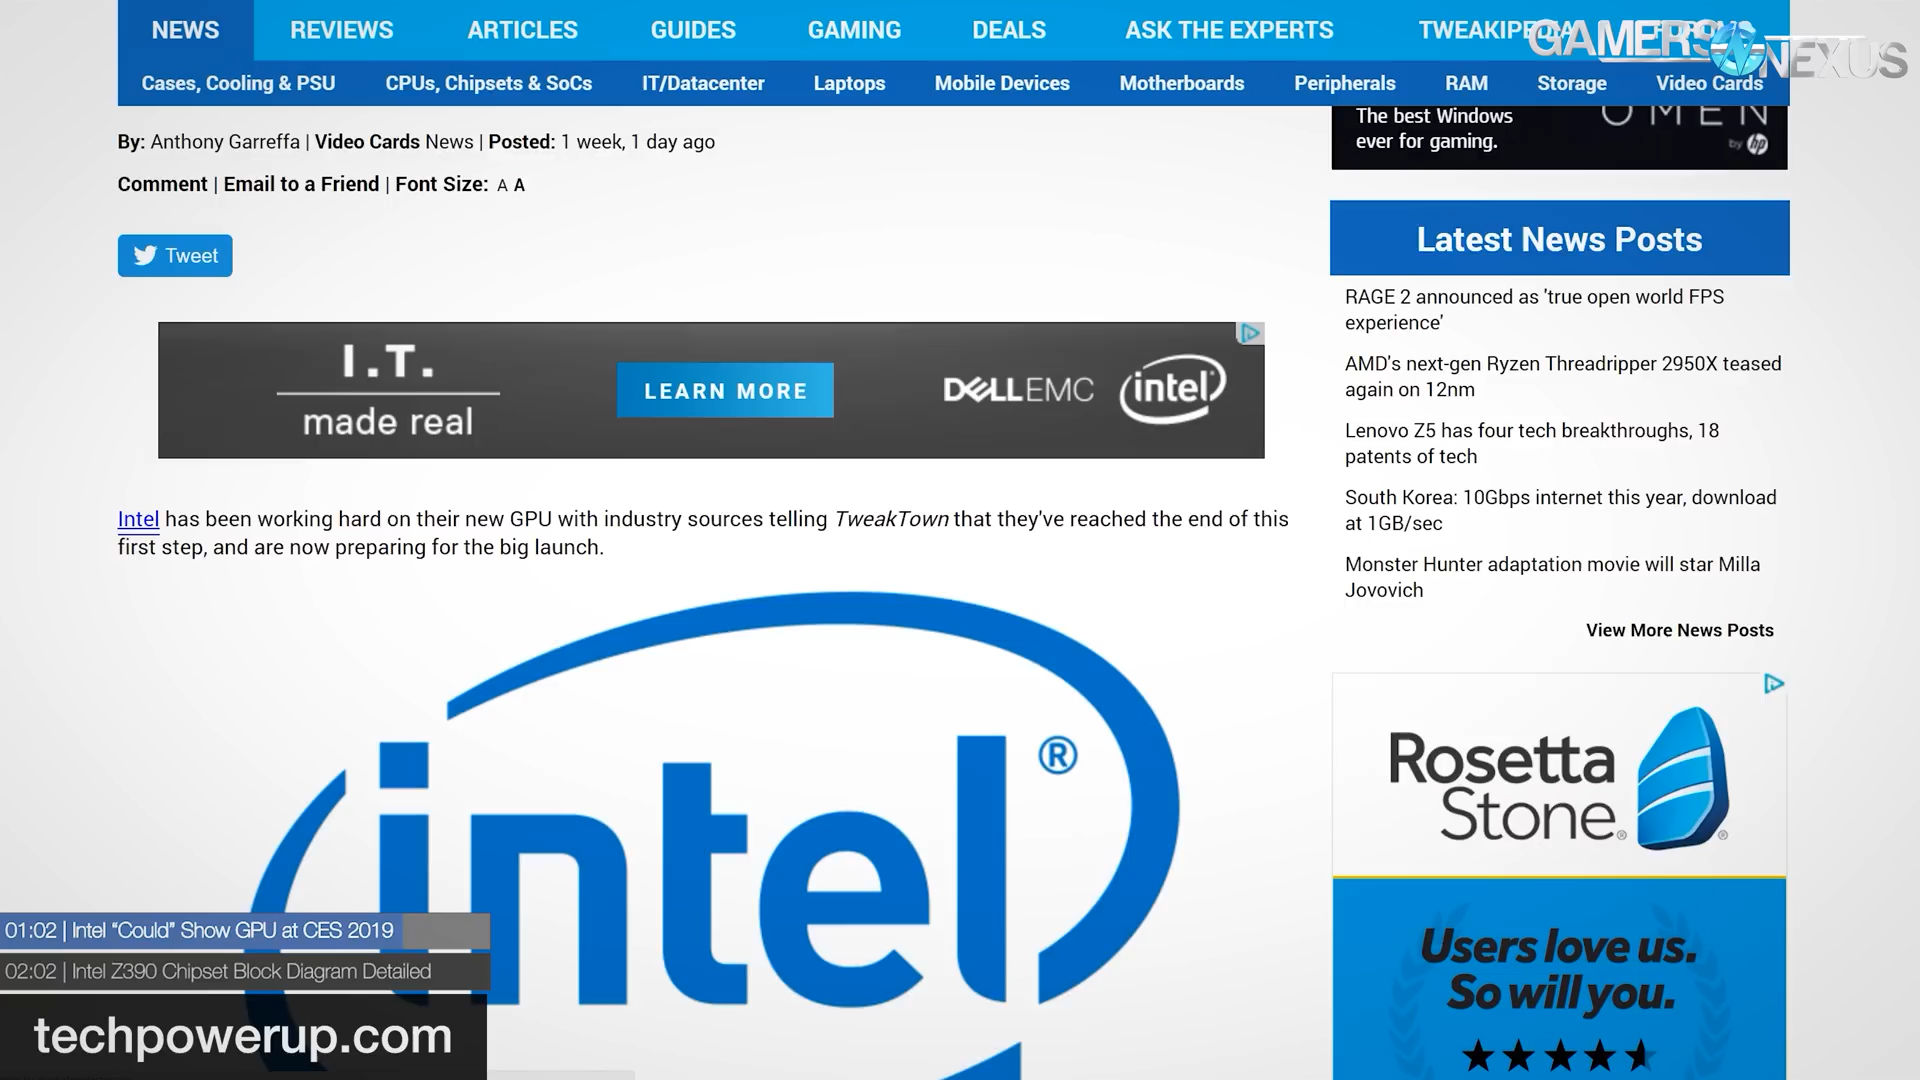 NEWS
REVIEWS
ARTICLES
GUIDES
GAMING
DEALS
ASK THE EXPERTS
TWEAKIPEDIA
GAMERS NEXUS
Cases, Cooling & PSU
CPUs, Chipsets & SoCs
IT/Datacenter
Laptops
Mobile Devices
Motherboards
Peripherals
RAM
Storage
Video Cards
By: Anthony Garreffa | Video Cards News | Posted: 1 week, 1 day ago
Comment | Email to a Friend | Font Size: A A
Tweet
I.T.
made real
LEARN MORE
DELLEMC
intel
Intel has been working hard on their new GPU with industry sources telling TweakTown that they've reached the end of this
first step, and are now preparing for the big launch.
intel®
The best Windows
ever for gaming.
OMEN
by hp
Latest News Posts
RAGE 2 announced as 'true open world FPS
experience'
AMD's next-gen Ryzen Threadripper 2950X teased
again on 12nm
Lenovo Z5 has four tech breakthroughs, 18
patents of tech
South Korea: 10Gbps internet this year, download
at 1GB/sec
Monster Hunter adaptation movie will star Milla
Jovovich
View More News Posts
Rosetta
Stone®
Users love us.
So will you.
01:02 | Intel “Could” Show GPU at CES 2019
02:02 | Intel Z390 Chipset Block Diagram Detailed
techpowerup.com